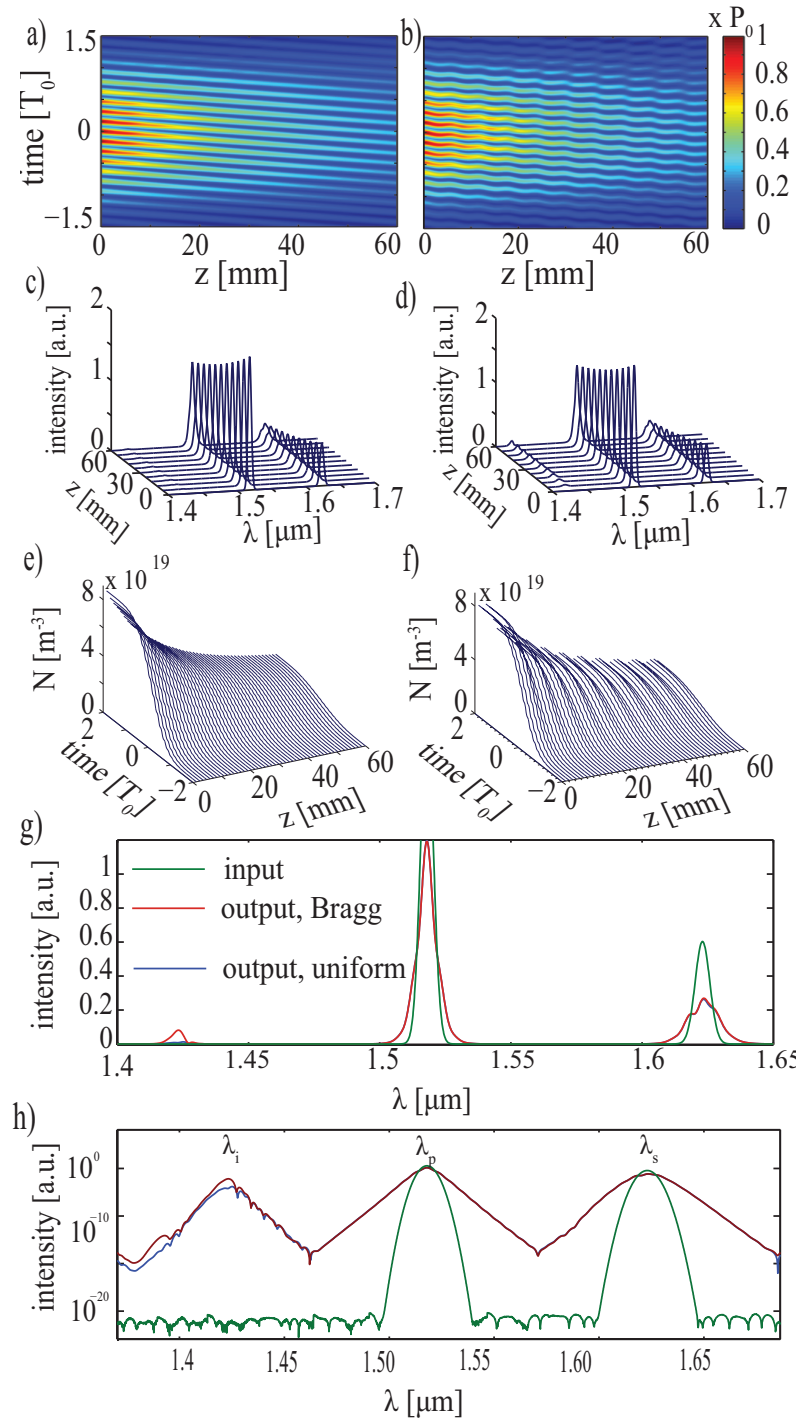 a)
b)
x P0
1.5
0
−1.5
time [T0]
0 20 40 60
z [mm]
0 20 40 60
z [mm]
1
0.8
0.6
0.4
0.2
0
c)
2
1
0
intensity [a.u.]
60
30
0
z [mm]
1.4 1.5 1.6 1.7
λ [μm]
d)
2
1
0
intensity [a.u.]
60
30
0
z [mm]
1.4 1.5 1.6 1.7
λ [μm]
e)
x 10 19
8
4
0
N [m-3]
2
0
−2
time [T0]
0 20 40 60
z [mm]
f)
x 10 19
8
4
0
N [m-3]
2
0
−2
time [T0]
0 20 40 60
z [mm]
g)
1
0.8
0.6
0.4
0.2
0
intensity [a.u.]
input
output, Bragg
output, uniform
1.4 1.45 1.5 1.55 1.6 1.65
λ [μm]
h)
λi λp λs
10 0
10 -10
10 -20
intensity [a.u.]
1.4 1.45 1.50 1.55 1.60 1.65
λ [μm]